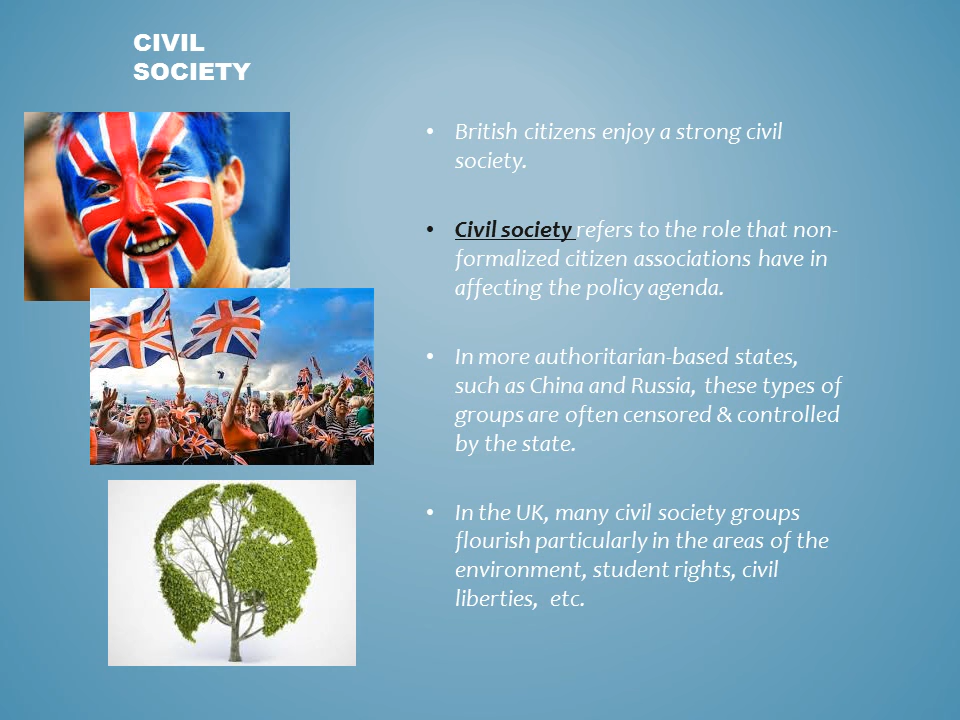 CIVIL
SOCIETY
• British citizens enjoy a strong civil
society.
• Civil society refers to the role that non-
formalized citizen associations have in
affecting the policy agenda.
• In more authoritarian-based states,
such as China and Russia, these types of
groups are often censored & controlled
by the state.
• In the UK, many civil society groups
flourish particularly in the areas of the
environment, student rights, civil
liberties, etc.